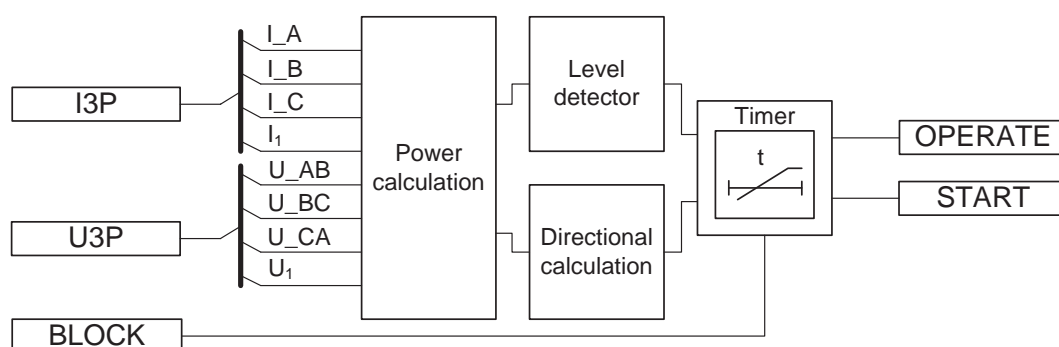 I3P
I_A
I_B
I_C
I₁
U3P
U_AB
U_BC
U_CA
U₁
BLOCK
Power
calculation
Level
detector
Directional
calculation
Timer
t
OPERATE
START